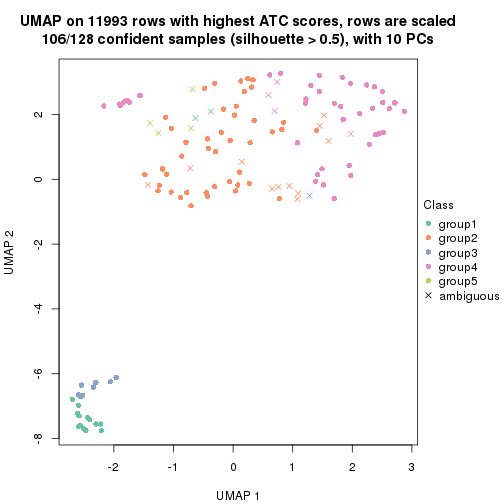 UMAP on 11993 rows with highest ATC scores, rows are scaled
106/128 confident samples (silhouette > 0.5), with 10 PCs
2
0
-2
-4
-6
-8
UMAP 2
-2
-1
0
1
2
3
UMAP 1
Class
group1
group2
group3
group4
group5
ambiguous